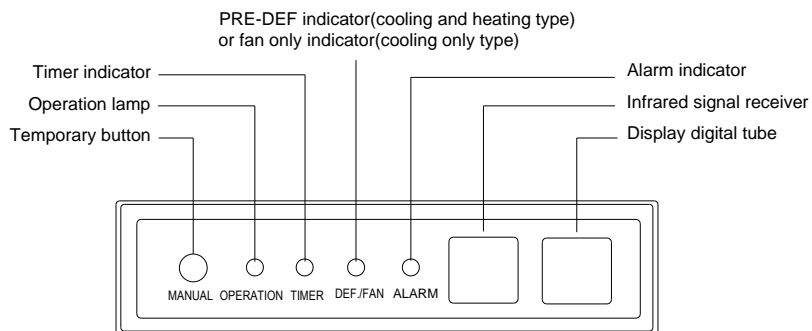 PRE-DEF indicator(cooling and heating type)
or fan only indicator(cooling only type)
Timer indicator
Alarm indicator
Operation lamp
Infrared signal receiver
Temporary button
Display digital tube
MANUAL OPERATION TIMER DEF./FAN ALARM